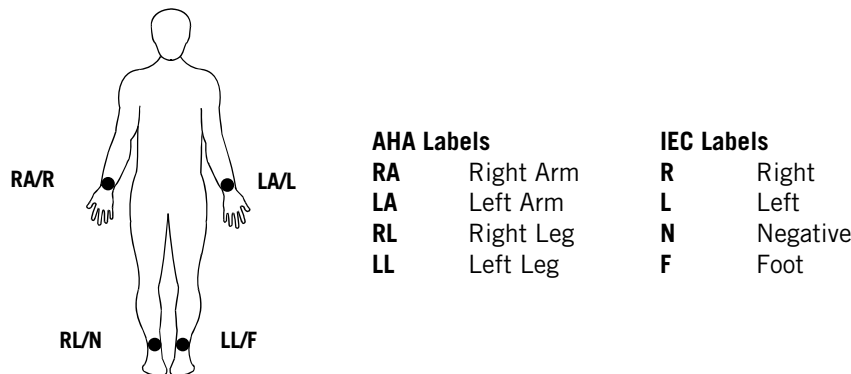 RA/R
LA/L
RL/N
LL/F
AHA Labels
RA Right Arm
LA Left Arm
RL Right Leg
LL Left Leg
IEC Labels
R Right
L Left
N Negative
F Foot